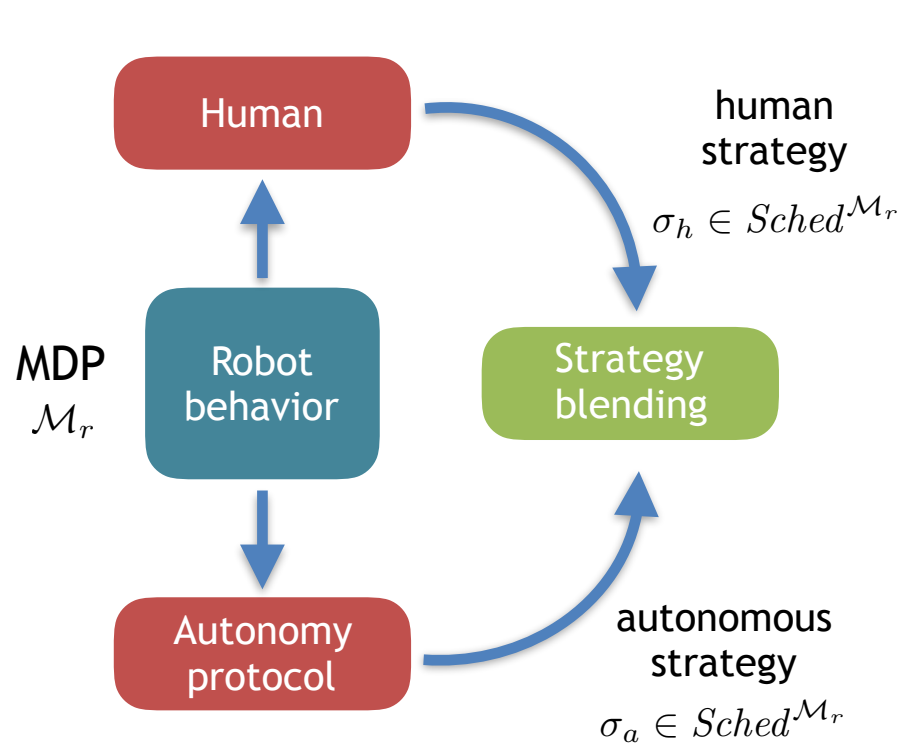 Human
human
strategy
σ_h ∈ Sched^{ℳ_r}
MDP
ℳ_r
Robot
behavior
Strategy
blending
Autonomy
protocol
autonomous
strategy
σ_a ∈ Sched^{ℳ_r}